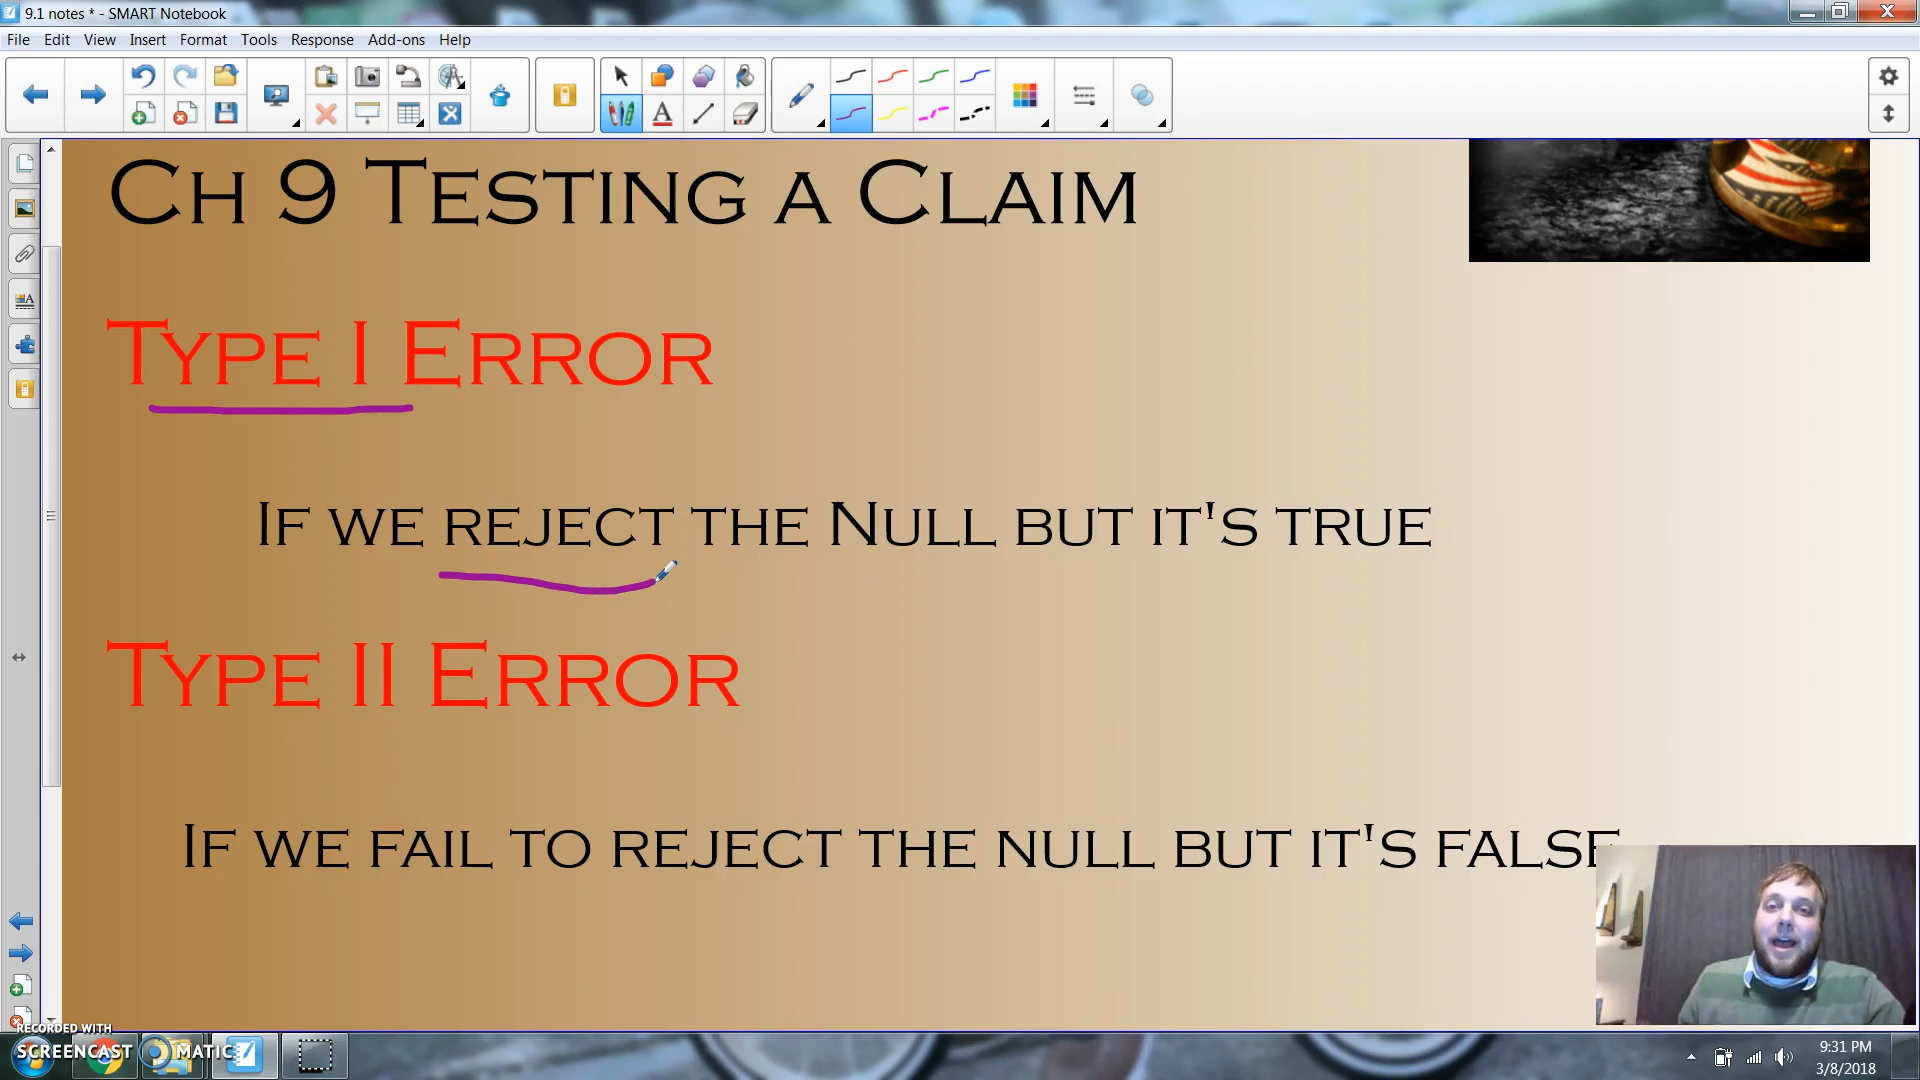 9.1 notes * - SMART Notebook
File Edit View Insert Format Tools Response Add-ons Help
Ch 9 Testing a Claim
Type I Error
If we reject the Null but it's true
Type II Error
If we fail to reject the null but it's false
RECORDED WITH
SCREENCAST MATIC
9:31 PM
3/8/2018